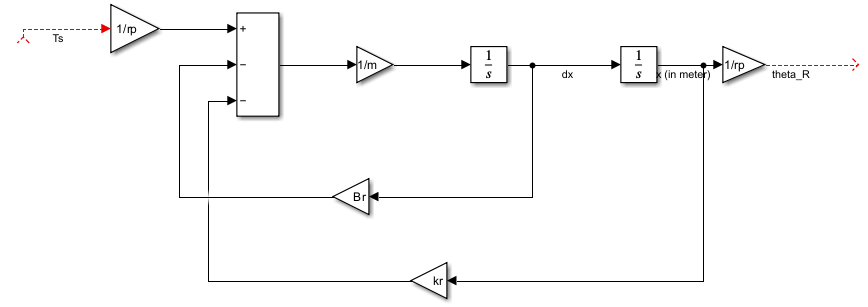 Ts
1/rp
+
−
−
1/m
1
s
dx
1
s
x (in meter)
1/rp
theta_R
Br
kr